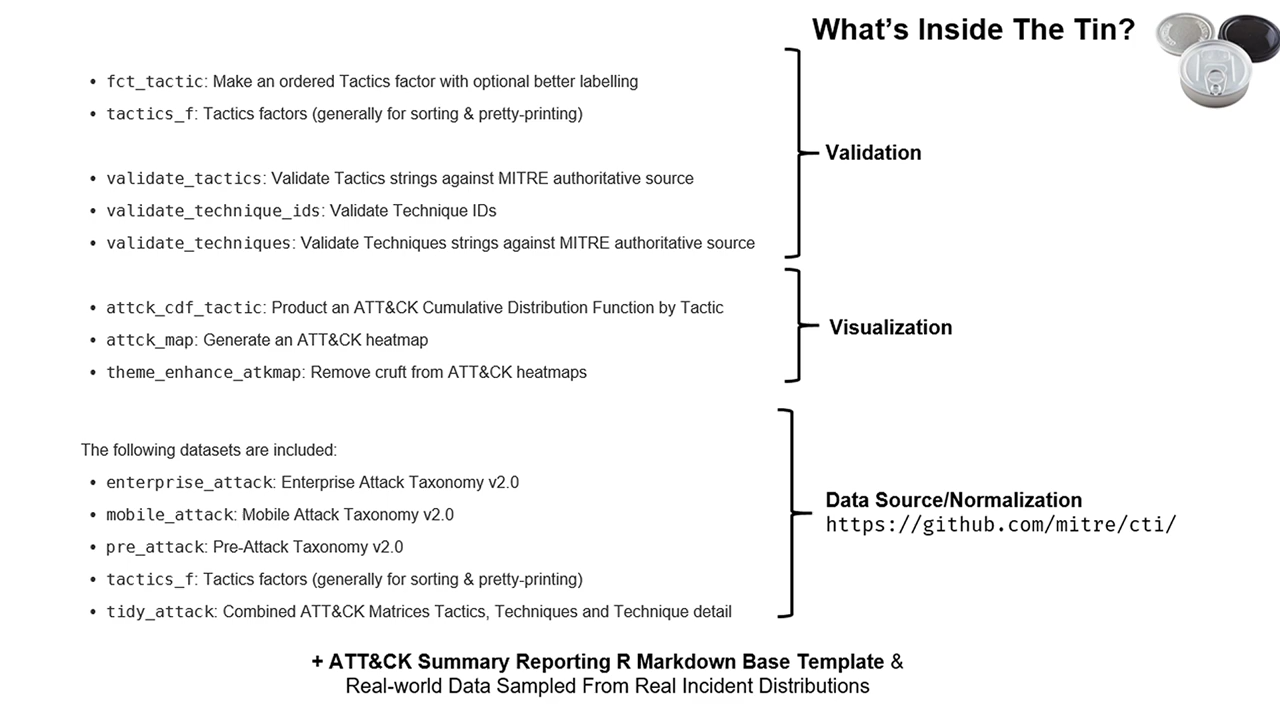 What's Inside The Tin?
• fct_tactic: Make an ordered Tactics factor with optional better labelling
• tactics_f: Tactics factors (generally for sorting & pretty-printing)
• validate_tactics: Validate Tactics strings against MITRE authoritative source
• validate_technique_ids: Validate Technique IDs
• validate_techniques: Validate Techniques strings against MITRE authoritative source
Validation
• attck_cdf_tactic: Product an ATT&CK Cumulative Distribution Function by Tactic
• attck_map: Generate an ATT&CK heatmap
• theme_enhance_atkmap: Remove cruft from ATT&CK heatmaps
Visualization
The following datasets are included:
• enterprise_attack: Enterprise Attack Taxonomy v2.0
• mobile_attack: Mobile Attack Taxonomy v2.0
• pre_attack: Pre-Attack Taxonomy v2.0
• tactics_f: Tactics factors (generally for sorting & pretty-printing)
• tidy_attack: Combined ATT&CK Matrices Tactics, Techniques and Technique detail
Data Source/Normalization
https://github.com/mitre/cti/
+ ATT&CK Summary Reporting R Markdown Base Template &
Real-world Data Sampled From Real Incident Distributions